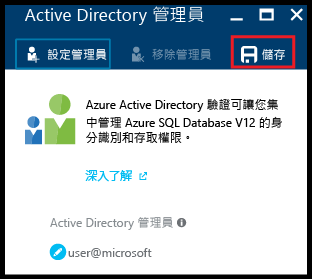 Active Directory 管理員
設定管理員 移除管理員 儲存
Azure Active Directory 驗證可讓您集
中管理 Azure SQL Database V12 的身
分識別和存取權限。
深入了解
Active Directory 管理員
user@microsoft